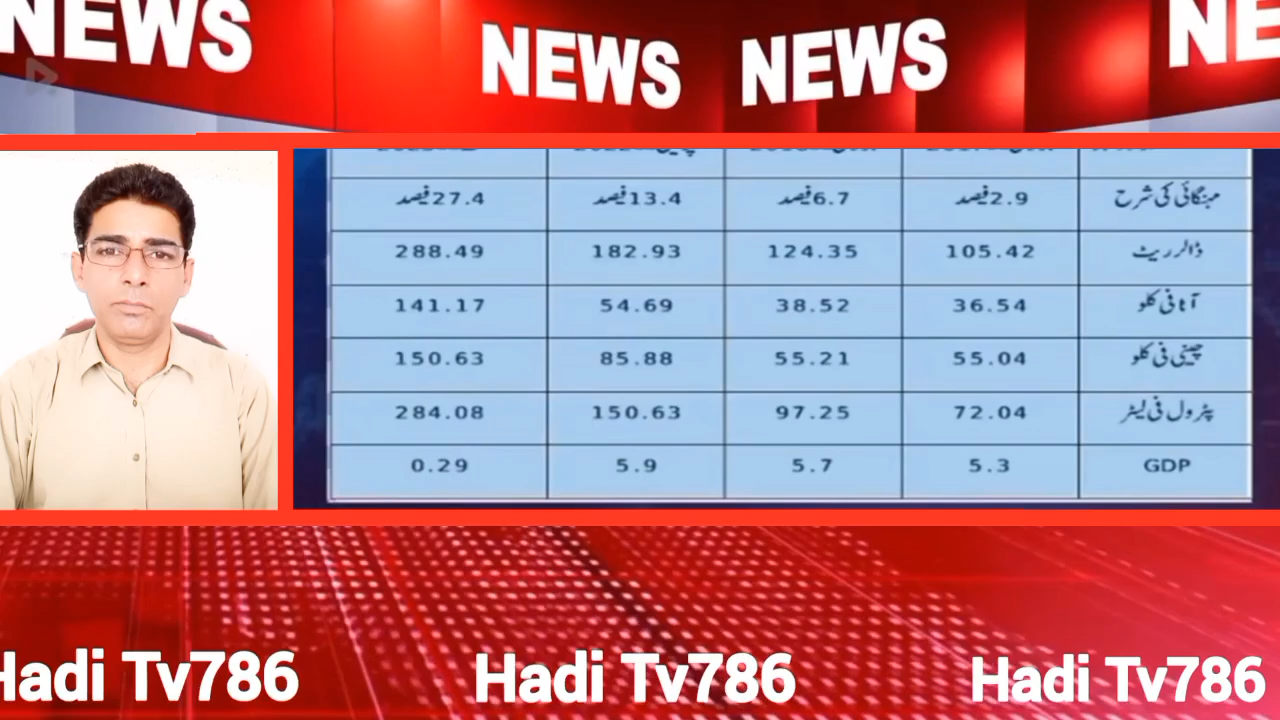 NEWS NEWS NEWS NE
مہنگائی کی شرح 2.9فیصد 6.7فیصد 13.4فیصد 27.4فیصد
ڈالر ریٹ 105.42 124.35 182.93 288.49
آٹا فی کلو 36.54 38.52 54.69 141.17
چینی فی کلو 55.04 55.21 85.88 150.63
پٹرول فی لیٹر 72.04 97.25 150.63 284.08
GDP 5.3 5.7 5.9 0.29
Hadi Tv786 Hadi Tv786 Hadi Tv786